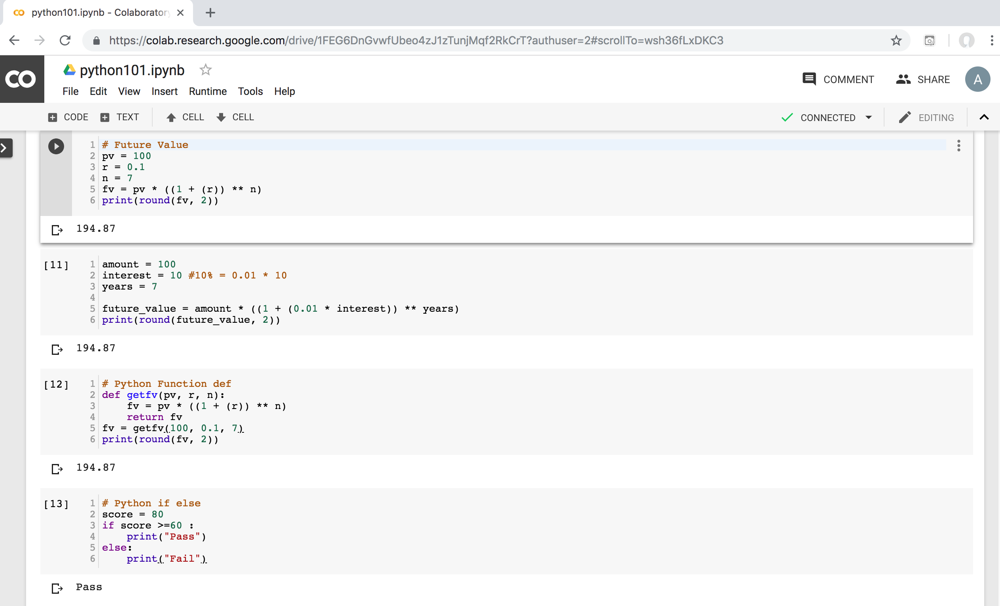 python101.ipynb - Colaboratory
https://colab.research.google.com/drive/1FEG6DnGvwfUbeo4zJ1zTunjMqf2RkCrT?authuser=2#scrollTo=wsh36fLxDKC3
CO python101.ipynb
COMMENT SHARE A
File Edit View Insert Runtime Tools Help
CODE TEXT CELL CELL CONNECTED EDITING
1 # Future Value
2 pv = 100
3 r = 0.1
4 n = 7
5 fv = pv * ((1 + (r)) ** n)
6 print(round(fv, 2))
194.87
[11] 1 amount = 100
2 interest = 10 #10% = 0.01 * 10
3 years = 7
4
5 future_value = amount * ((1 + (0.01 * interest)) ** years)
6 print(round(future_value, 2))
194.87
[12] 1 # Python Function def
2 def getfv(pv, r, n):
3     fv = pv * ((1 + (r)) ** n)
4     return fv
5 fv = getfv(100, 0.1, 7)
6 print(round(fv, 2))
194.87
[13] 1 # Python if else
2 score = 80
3 if score >=60 :
4     print("Pass")
5 else:
6     print("Fail")
Pass